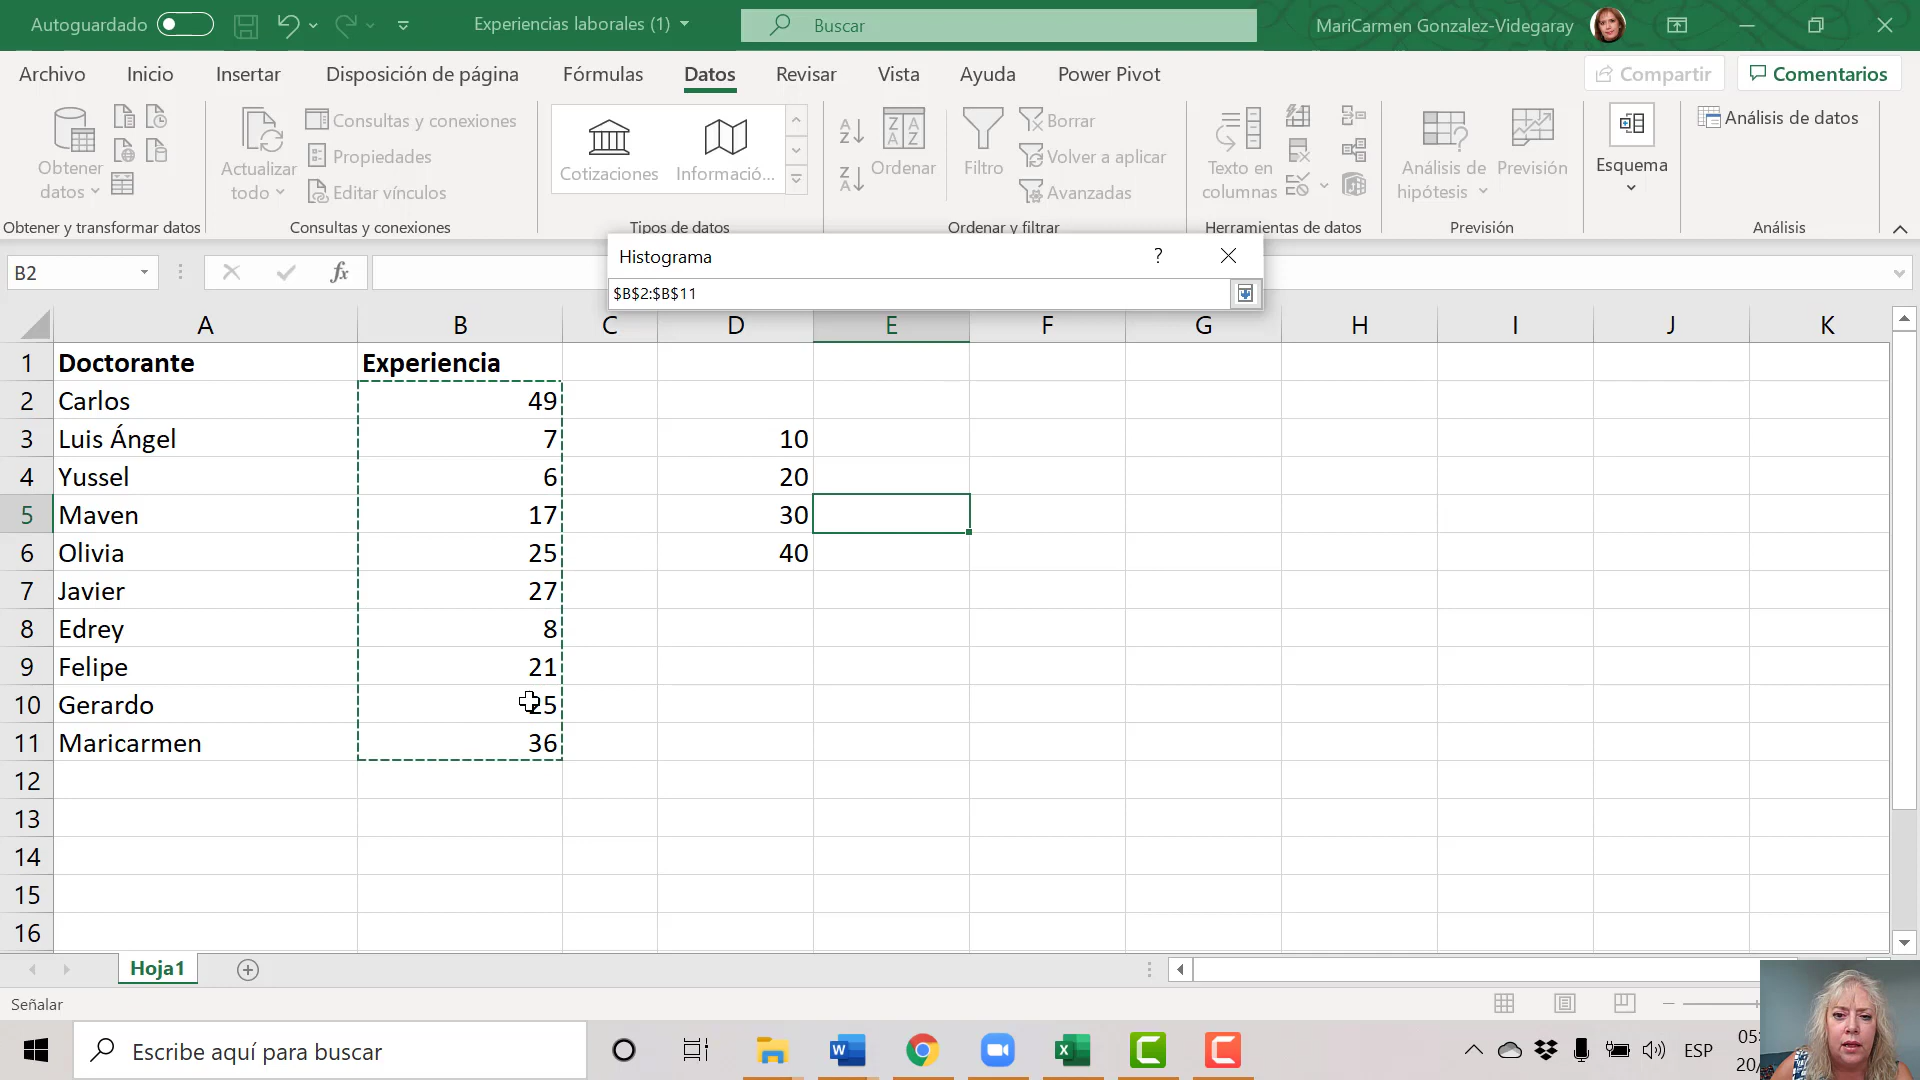 Autoguardado
Experiencias laborales (1)
Buscar
MariCarmen Gonzalez-Videgaray
Archivo Inicio Insertar Disposición de página Fórmulas Datos Revisar Vista Ayuda Power Pivot
Compartir Comentarios
Obtener datos
Obtener y transformar datos
Actualizar todo
Consultas y conexiones
Propiedades
Editar vínculos
Consultas y conexiones
Cotizaciones
Informació...
Tipos de datos
Ordenar
Filtro
Borrar
Volver a aplicar
Avanzadas
Ordenar y filtrar
Texto en columnas
Herramientas de datos
Análisis de hipótesis
Previsión
Previsión
Esquema
Análisis de datos
Análisis
Histograma ?
$B$2:$B$11
B2
fx
A B C D E F G H I J K
1 Doctorante Experiencia
2 Carlos 49
3 Luis Ángel 7 10
4 Yussel 6 20
5 Maven 17 30
6 Olivia 25 40
7 Javier 27
8 Edrey 8
9 Felipe 21
10 Gerardo 25
11 Maricarmen 36
12
13
14
15
16
Hoja1
Señalar
Escribe aquí para buscar
ESP